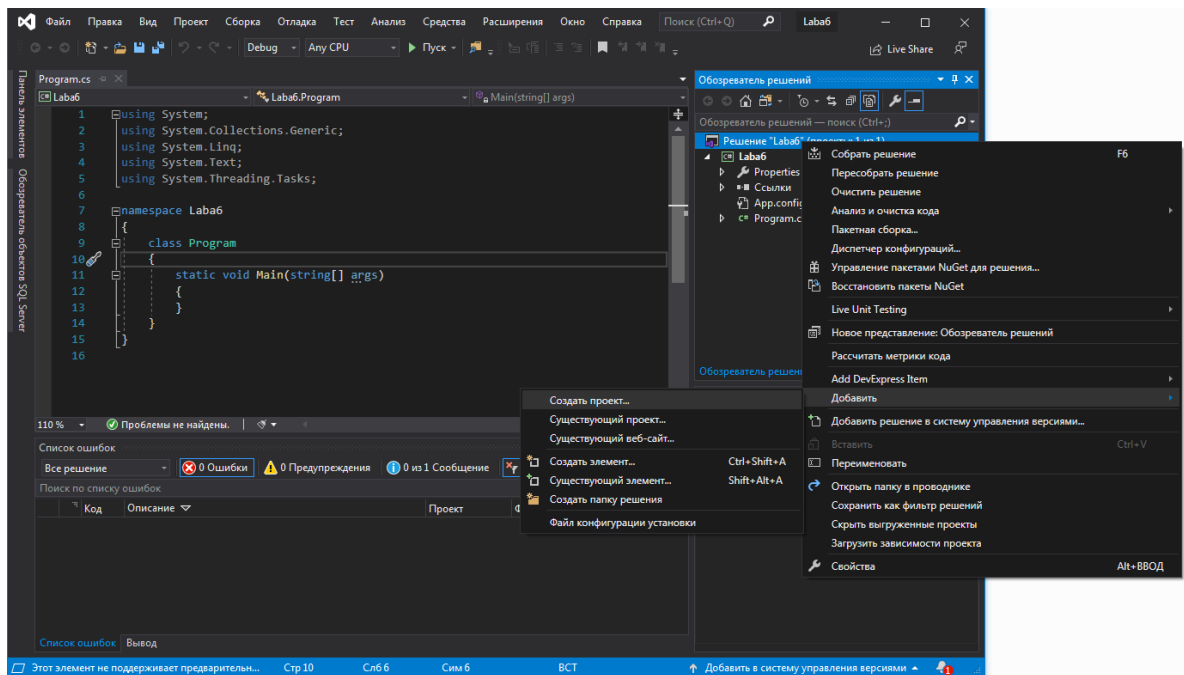 Файл Правка Вид Проект Сборка Отладка Тест Анализ Средства Расширения Окно Справка Поиск (Ctrl+Q) Laba6
Debug Any CPU Пуск Live Share
Панель элементов
Обозреватель объектов SQL Server
Program.cs
Laba6 Laba6.Program Main(string[] args)
1 using System;
2 using System.Collections.Generic;
3 using System.Linq;
4 using System.Text;
5 using System.Threading.Tasks;
6
7 namespace Laba6
8 {
9 class Program
10 {
11 static void Main(string[] args)
12 {
13 }
14 }
15 }
16
110 % Проблемы не найдены.
Обозреватель решений
Обозреватель решений — поиск (Ctrl+;)
Решение "Laba6" (проекты: 1 из 1)
Laba6
Properties
Ссылки
App.config
Program.c
Обозреватель решен
Собрать решение F6
Пересобрать решение
Очистить решение
Анализ и очистка кода
Пакетная сборка...
Диспетчер конфигураций...
Управление пакетами NuGet для решения...
Восстановить пакеты NuGet
Live Unit Testing
Новое представление: Обозреватель решений
Рассчитать метрики кода
Add DevExpress Item
Добавить
Добавить решение в систему управления версиями...
Вставить Ctrl+V
Переименовать
Открыть папку в проводнике
Сохранить как фильтр решений
Скрыть выгруженные проекты
Загрузить зависимости проекта
Свойства Alt+ВВОД
Создать проект...
Существующий проект...
Существующий веб-сайт...
Создать элемент... Ctrl+Shift+A
Существующий элемент... Shift+Alt+A
Создать папку решения
Файл конфигурации установки
Список ошибок
Все решение 0 Ошибки 0 Предупреждения 0 из 1 Сообщение
Поиск по списку ошибок
Код Описание Проект
Список ошибок Вывод
Этот элемент не поддерживает предварительн... Стр 10 Слб 6 Сим 6 ВСТ Добавить в систему управления версиями 1